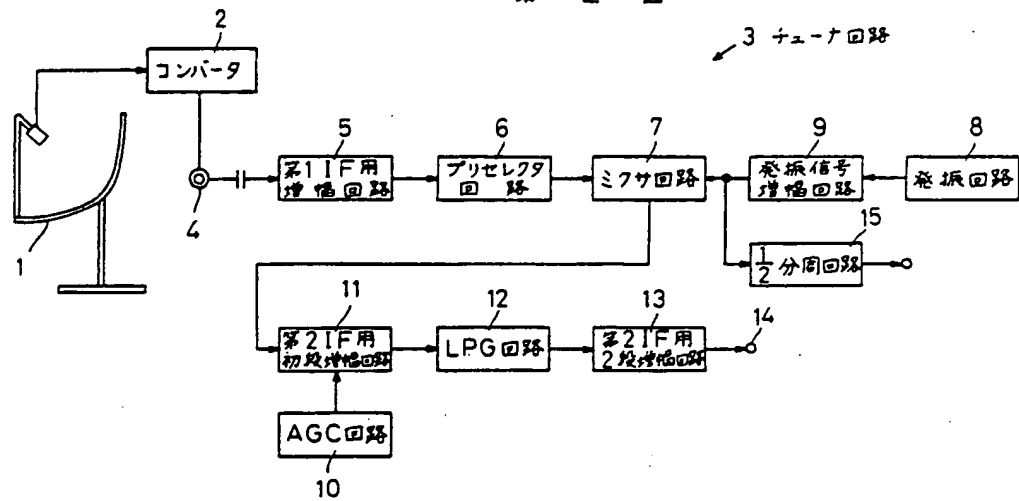 2
3 チューナ回路
コンバータ
5
6
7
9
8
第1IF用
増幅回路
プリセレクタ
回路
ミクサ回路
発振信号
増幅回路
発振回路
4
1
15
1/2 分周回路
11
12
13
14
第2IF用
初段増幅回路
LPG回路
第2IF用
2段増幅回路
AGC回路
10